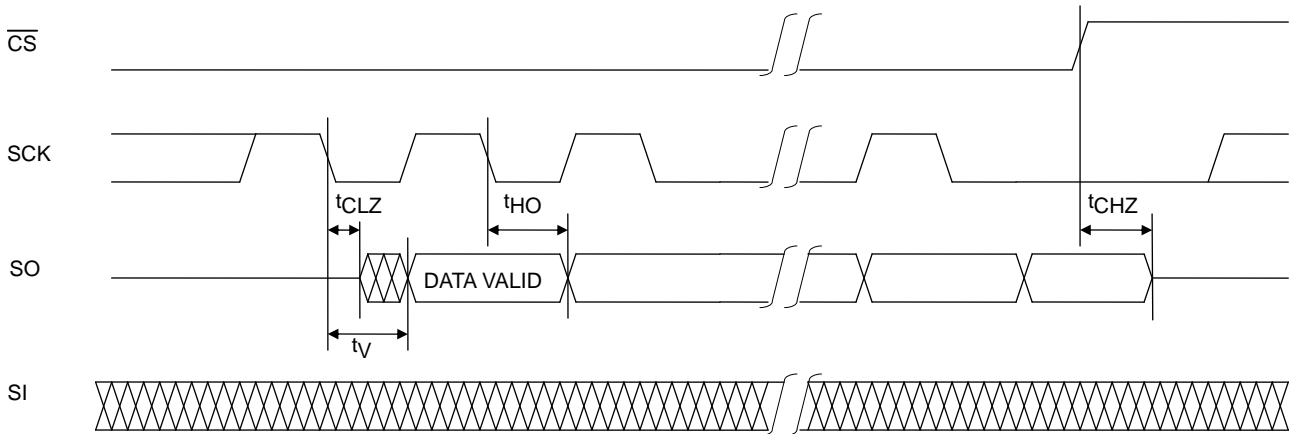 CS
SCK
tCLZ
tHO
tCHZ
SO
DATA VALID
tV
SI